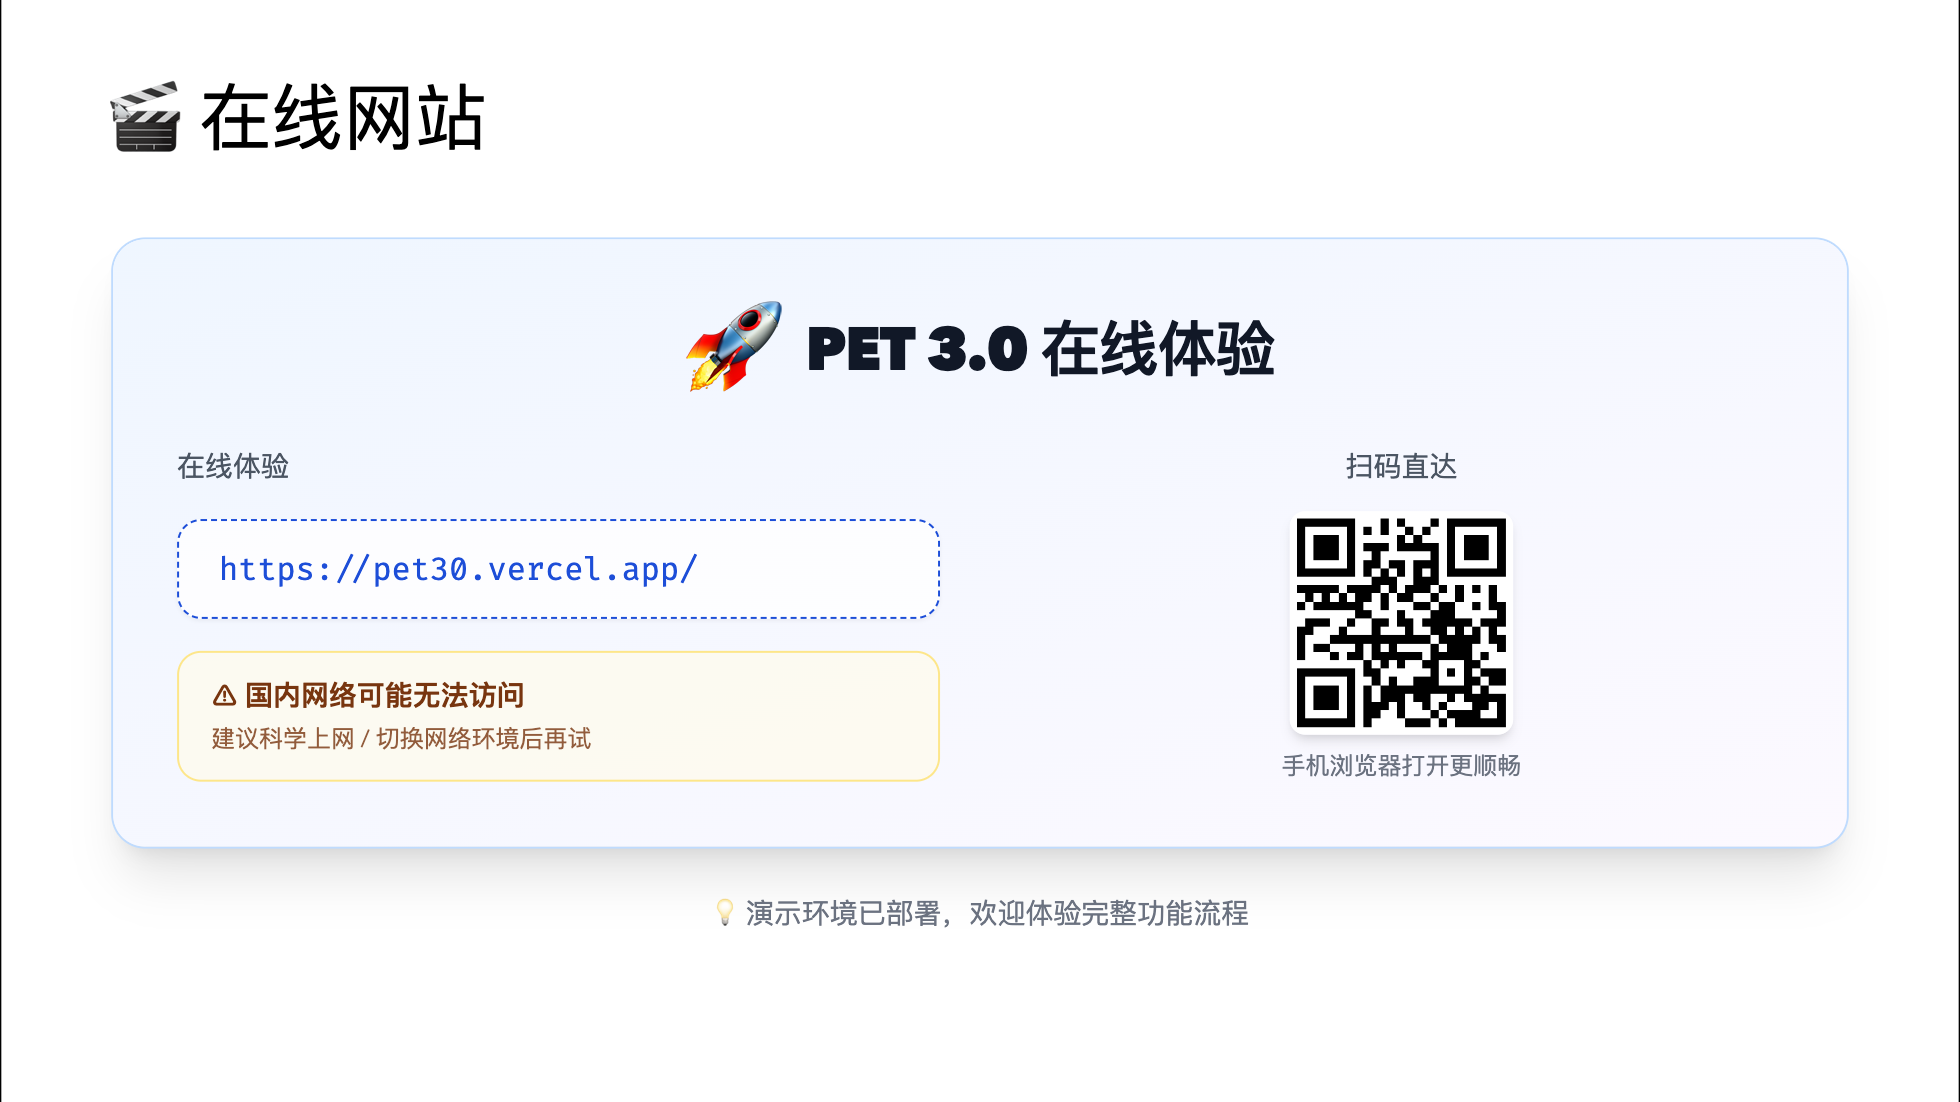 🎬 在线网站
🚀 PET 3.0 在线体验
在线体验
https://pet30.vercel.app/
⚠ 国内网络可能无法访问
建议科学上网 / 切换网络环境后再试
扫码直达
手机浏览器打开更顺畅
💡 演示环境已部署，欢迎体验完整功能流程